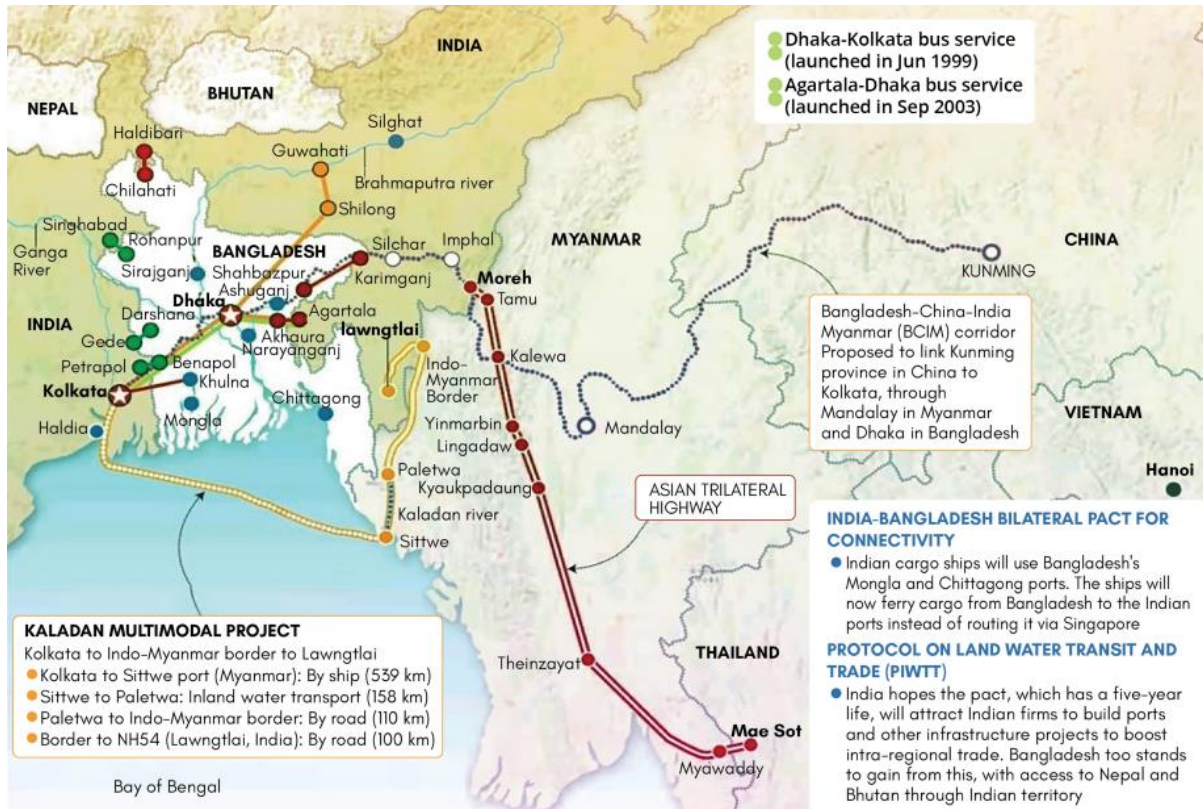 INDIA
Dhaka-Kolkata bus service
(launched in Jun 1999)
Agartala-Dhaka bus service
(launched in Sep 2003)
NEPAL
BHUTAN
Haldibari
Chilahati
Silghat
Guwahati
Brahmaputra river
Shilong
Singhabad
Ganga
River
Rohanpur
BANGLADESH
Silchar
Imphal
MYANMAR
CHINA
KUNMING
Sirajganj
Shahbazpur
Karimganj
Ashuganj
Moreh
Tamu
Dhaka
INDIA
Darshana
Agartala
lawngtlai
Akhaura
Narayanganj
Gede
Petrapol
Benapol
Kolkata
Khulna
Mongla
Chittagong
Haldia
Indo-
Myanmar
Border
Kalewa
Yinmarbin
Lingadaw
Mandalay
Bangladesh-China-India
Myanmar (BCIM) corridor
Proposed to link Kunming
province in China to
Kolkata, through
Mandalay in Myanmar
and Dhaka in Bangladesh
VIETNAM
Hanoi
Paletwa
Kyaukpadaung
Kaladan river
Sittwe
ASIAN TRILATERAL
HIGHWAY
INDIA-BANGLADESH BILATERAL PACT FOR
CONNECTIVITY
Indian cargo ships will use Bangladesh's
Mongla and Chittagong ports. The ships will
now ferry cargo from Bangladesh to the Indian
ports instead of routing it via Singapore
PROTOCOL ON LAND WATER TRANSIT AND
TRADE (PIWTT)
India hopes the pact, which has a five-year
life, will attract Indian firms to build ports
and other infrastructure projects to boost
intra-regional trade. Bangladesh too stands
to gain from this, with access to Nepal and
Bhutan through Indian territory
KALADAN MULTIMODAL PROJECT
Kolkata to Indo-Myanmar border to Lawngtlai
Kolkata to Sittwe port (Myanmar): By ship (539 km)
Sittwe to Paletwa: Inland water transport (158 km)
Paletwa to Indo-Myanmar border: By road (110 km)
Border to NH54 (Lawngtlai, India): By road (100 km)
Bay of Bengal
Theinzayat
THAILAND
Mae Sot
Myawaddy